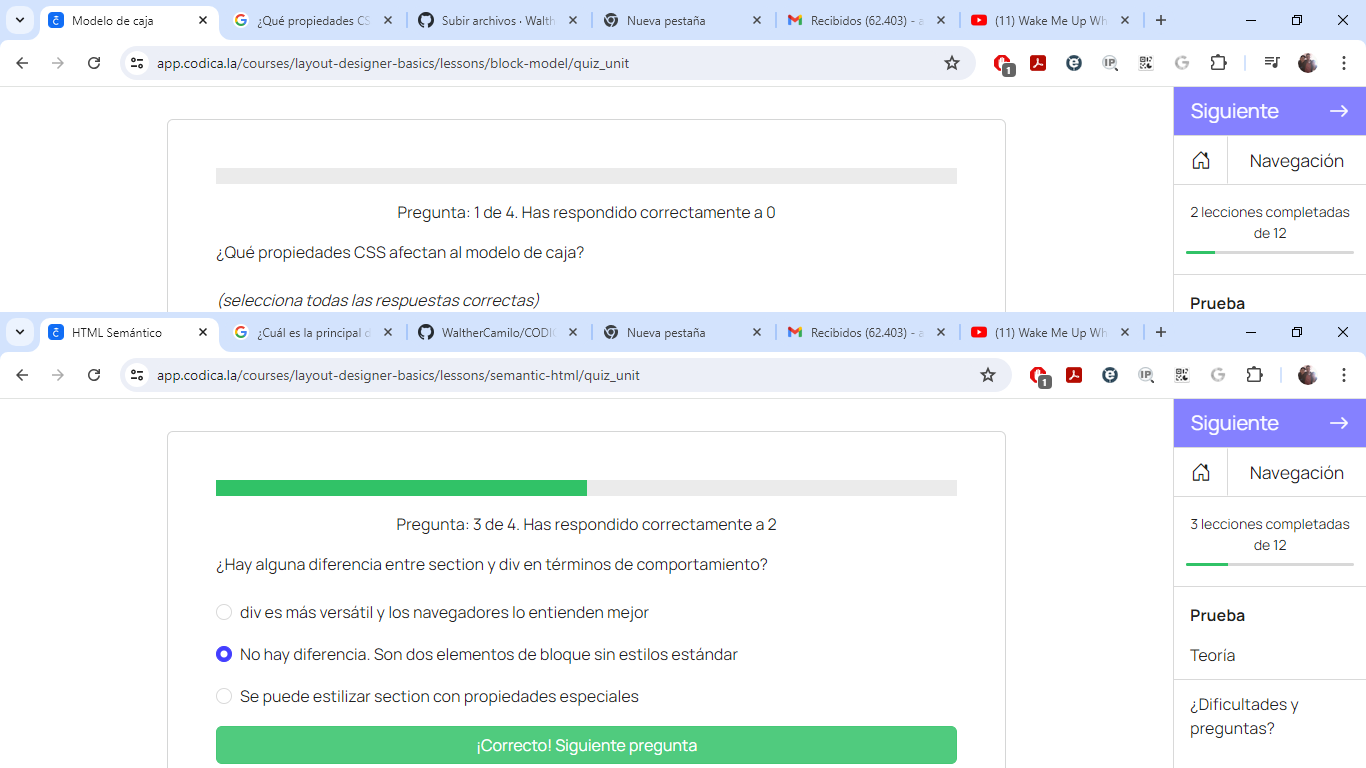 Modelo de caja
¿Qué propiedades CS
Subir archivos · Walth
Nueva pestaña
Recibidos (62.403) - a
(11) Wake Me Up Wh
app.codica.la/courses/layout-designer-basics/lessons/block-model/quiz_unit
1
Siguiente
Navegación
2 lecciones completadas
de 12
Prueba
Pregunta: 1 de 4. Has respondido correctamente a 0
¿Qué propiedades CSS afectan al modelo de caja?
(selecciona todas las respuestas correctas)
HTML Semántico
¿Cuál es la principal d
WaltherCamilo/CODI
Nueva pestaña
Recibidos (62.403) - a
(11) Wake Me Up Wh
app.codica.la/courses/layout-designer-basics/lessons/semantic-html/quiz_unit
1
Siguiente
Navegación
3 lecciones completadas
de 12
Prueba
Teoría
¿Dificultades y
preguntas?
Pregunta: 3 de 4. Has respondido correctamente a 2
¿Hay alguna diferencia entre section y div en términos de comportamiento?
div es más versátil y los navegadores lo entienden mejor
No hay diferencia. Son dos elementos de bloque sin estilos estándar
Se puede estilizar section con propiedades especiales
¡Correcto! Siguiente pregunta